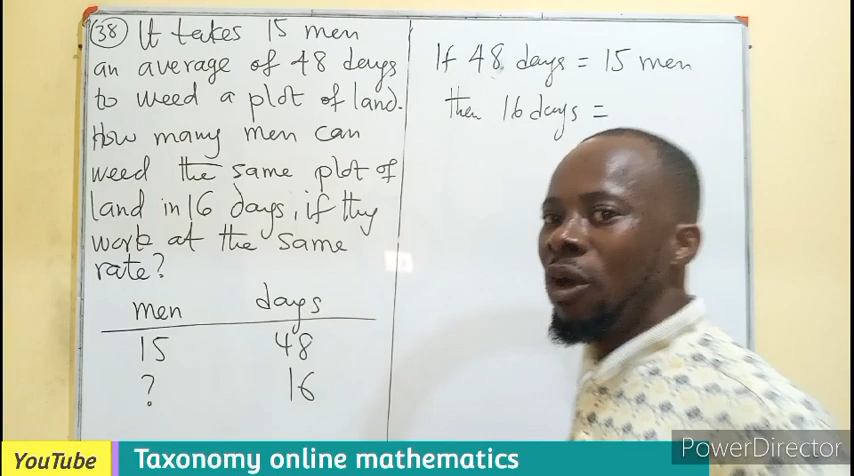 (38) It takes 15 men
an average of 48 days
to weed a plot of land.
How many men can
weed the same plot of
land in 16 days, if they
work at the same
rate?
men days
15 48
? 16
If 48 days = 15 men
then 16 days =
PowerDirector
YouTube Taxonomy online mathematics